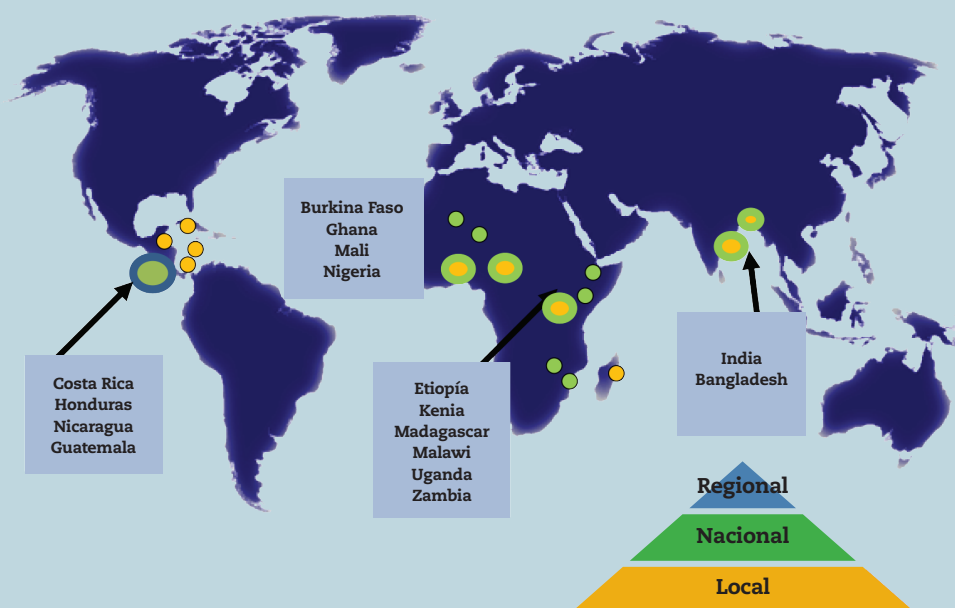 Burkina Faso
Ghana
Mali
Nigeria
Costa Rica
Honduras
Nicaragua
Guatemala
Etiopía
Kenia
Madagascar
Malawi
Uganda
Zambia
India
Bangladesh
Regional
Nacional
Local